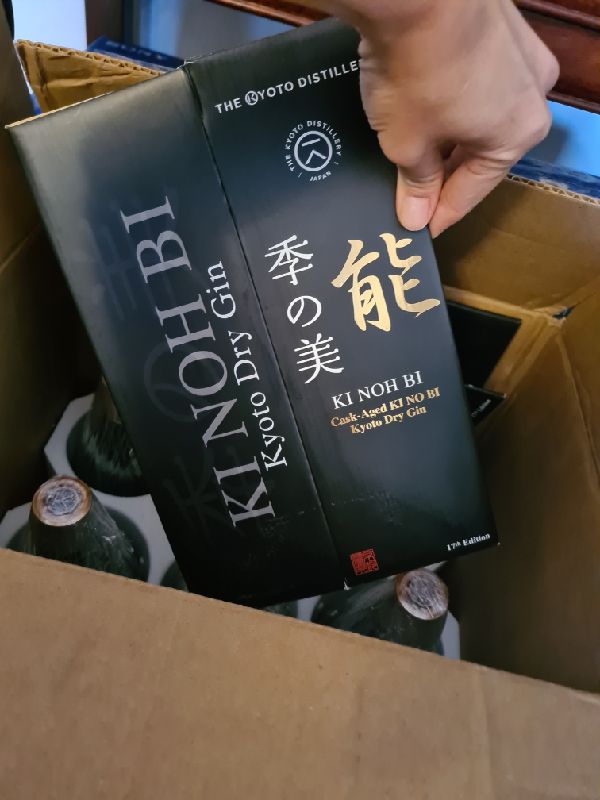 KI NOH BI
Kyoto Dry Gin
THE KYOTO DISTILLE
THE KYOTO DISTILLERY
JAPAN
季の美
能
KI NOH BI
Cask-Aged KI NO BI
Kyoto Dry Gin
17th Edition